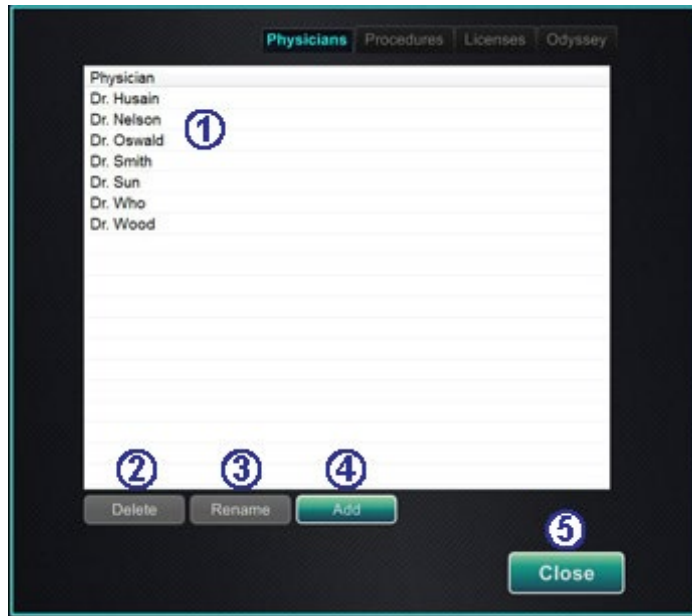 Physicians Procedures Licenses Odyssey
Physician
Dr. Husain
Dr. Nelson
1
Dr. Oswald
Dr. Smith
Dr. Sun
Dr. Who
Dr. Wood
2 3 4
Delete Rename Add
5
Close